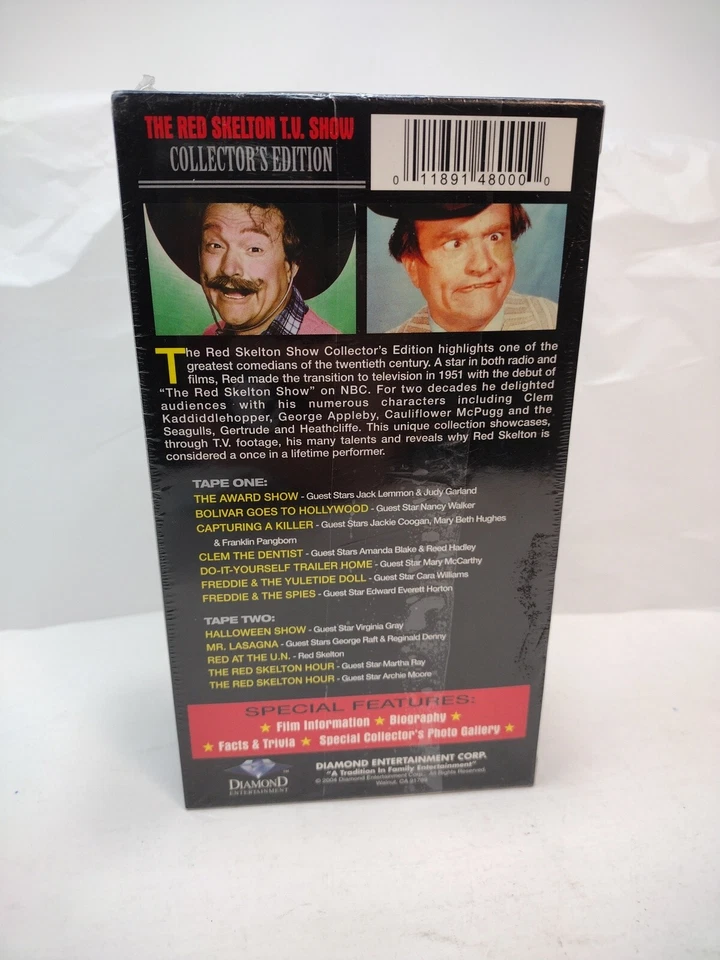 THE RED SKELTON T.V. SHOW
COLLECTOR'S EDITION
0 11891 48000 0
The Red Skelton Show Collector's Edition highlights one of the
greatest comedians of the twentieth century. A star in both radio and
films, Red made the transition to television in 1951 with the debut of
"The Red Skelton Show" on NBC. For two decades he delighted
audiences with his numerous characters including Clem
Kaddiddlehopper, George Appleby, Cauliflower McPugg and the
Seagulls, Gertrude and Heathcliffe. This unique collection showcases,
through T.V. footage, his many talents and reveals why Red Skelton is
considered a once in a lifetime performer.
TAPE ONE:
THE AWARD SHOW - Guest Stars Jack Lemmon & Judy Garland
BOLIVAR GOES TO HOLLYWOOD - Guest Star Nancy Walker
CAPTURING A KILLER - Guest Stars Jackie Coogan, Mary Beth Hughes
& Franklin Pangborn
CLEM THE DENTIST - Guest Stars Amanda Blake & Reed Hadley
DO-IT-YOURSELF TRAILER HOME - Guest Star Mary McCarthy
FREDDIE & THE YULETIDE DOLL - Guest Star Cara Williams
FREDDIE & THE SPIES - Guest Star Edward Everett Horton
TAPE TWO:
HALLOWEEN SHOW - Guest Star Virginia Gray
MR. LASAGNA - Guest Stars George Raft & Reginald Denny
RED AT THE U.N. - Red Skelton
THE RED SKELTON HOUR - Guest Star Martha Ray
THE RED SKELTON HOUR - Guest Star Archie Moore
SPECIAL FEATURES:
★ Film Information ★ Biography ★
★ Facts & Trivia ★ Special Collector's Photo Gallery ★
DIAMOND ENTERTAINMENT
DIAMOND ENTERTAINMENT CORP.
"A Tradition In Family Entertainment"
© 2004 Diamond Entertainment Corp. All Rights Reserved.
Walnut, CA